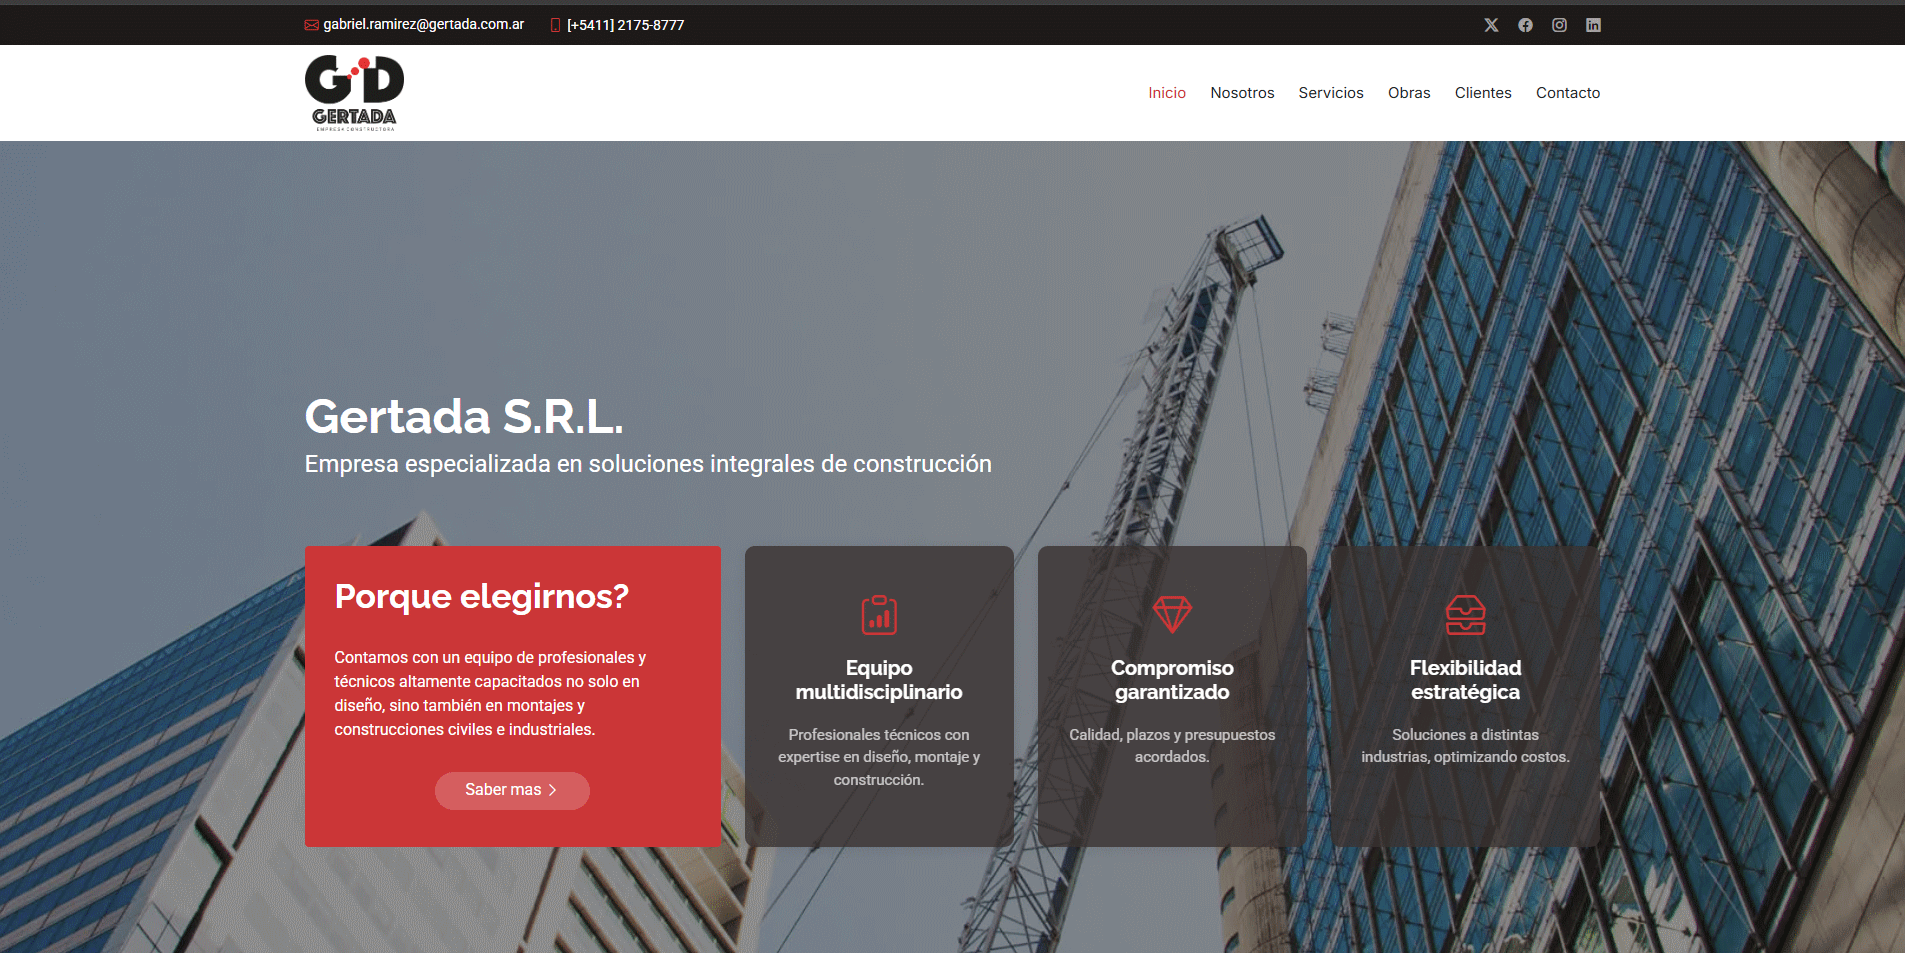 gabriel.ramirez@gertada.com.ar
[+5411] 2175-8777
GD
GERTADA
EMPRESA CONSTRUCTORA
Inicio Nosotros Servicios Obras Clientes Contacto
Gertada S.R.L.
Empresa especializada en soluciones integrales de construcción
Porque elegirnos?
Contamos con un equipo de profesionales y
técnicos altamente capacitados no solo en
diseño, sino también en montajes y
construcciones civiles e industriales.
Saber mas
Equipo
multidisciplinario
Profesionales técnicos con
expertise en diseño, montaje y
construcción.
Compromiso
garantizado
Calidad, plazos y presupuestos
acordados.
Flexibilidad
estratégica
Soluciones a distintas
industrias, optimizando costos.